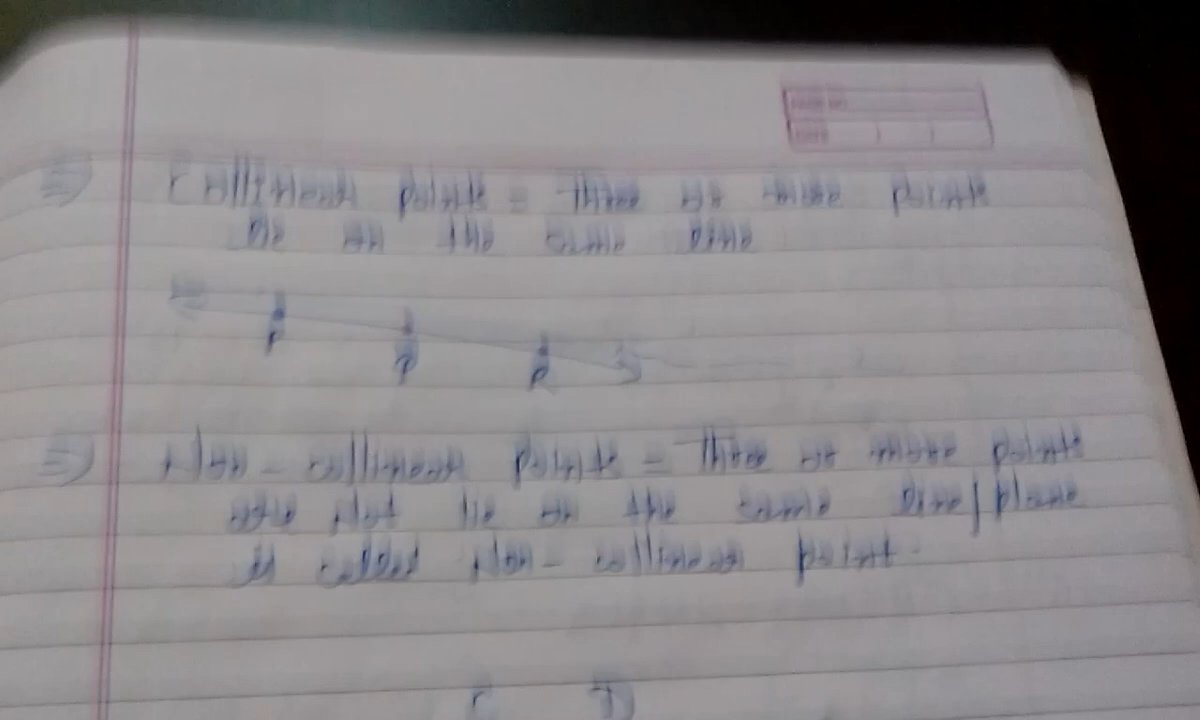 ⇒ Collinear points = Three or more points
lie on the same line
P
⇒ Non - collinear points = Three or more points
are Not lie on the same line/plane
is called Non - collinear point.